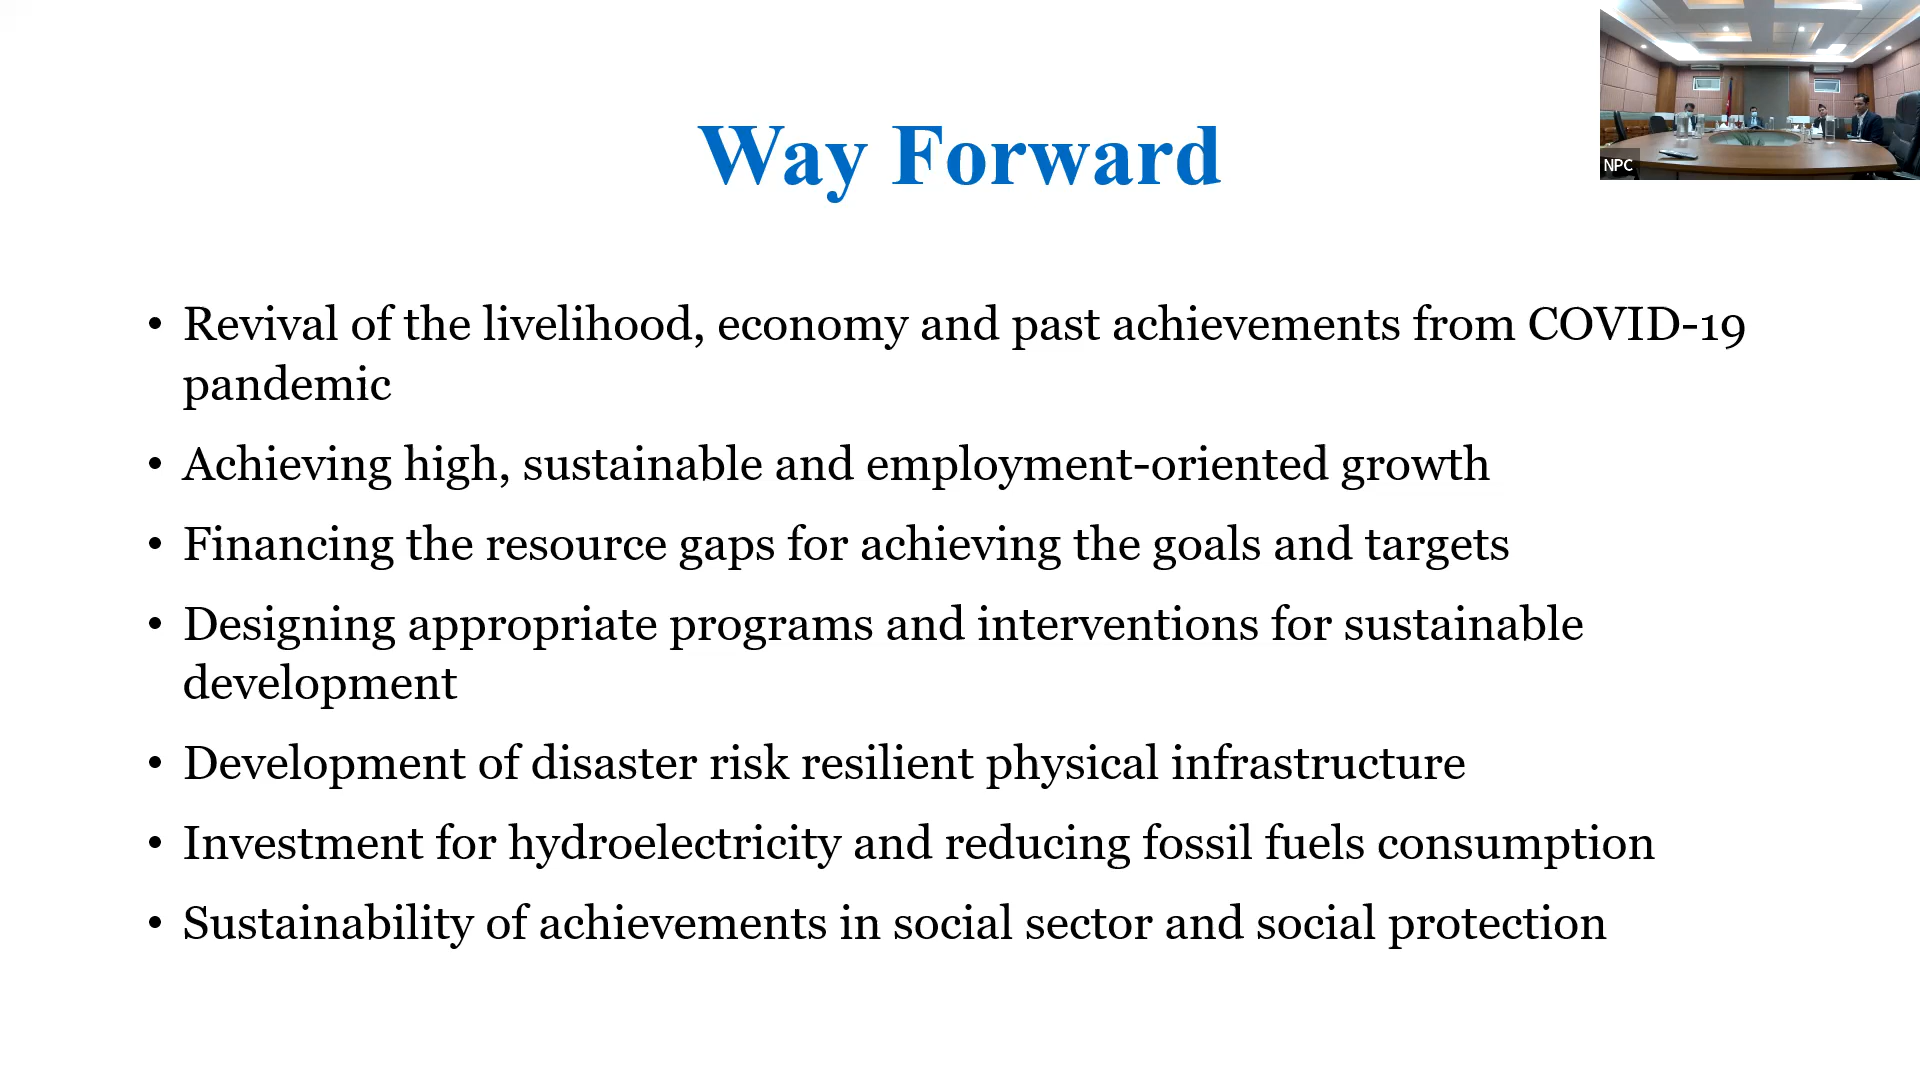 Way Forward
NPC
• Revival of the livelihood, economy and past achievements from COVID-19
pandemic
• Achieving high, sustainable and employment-oriented growth
• Financing the resource gaps for achieving the goals and targets
• Designing appropriate programs and interventions for sustainable
development
• Development of disaster risk resilient physical infrastructure
• Investment for hydroelectricity and reducing fossil fuels consumption
• Sustainability of achievements in social sector and social protection